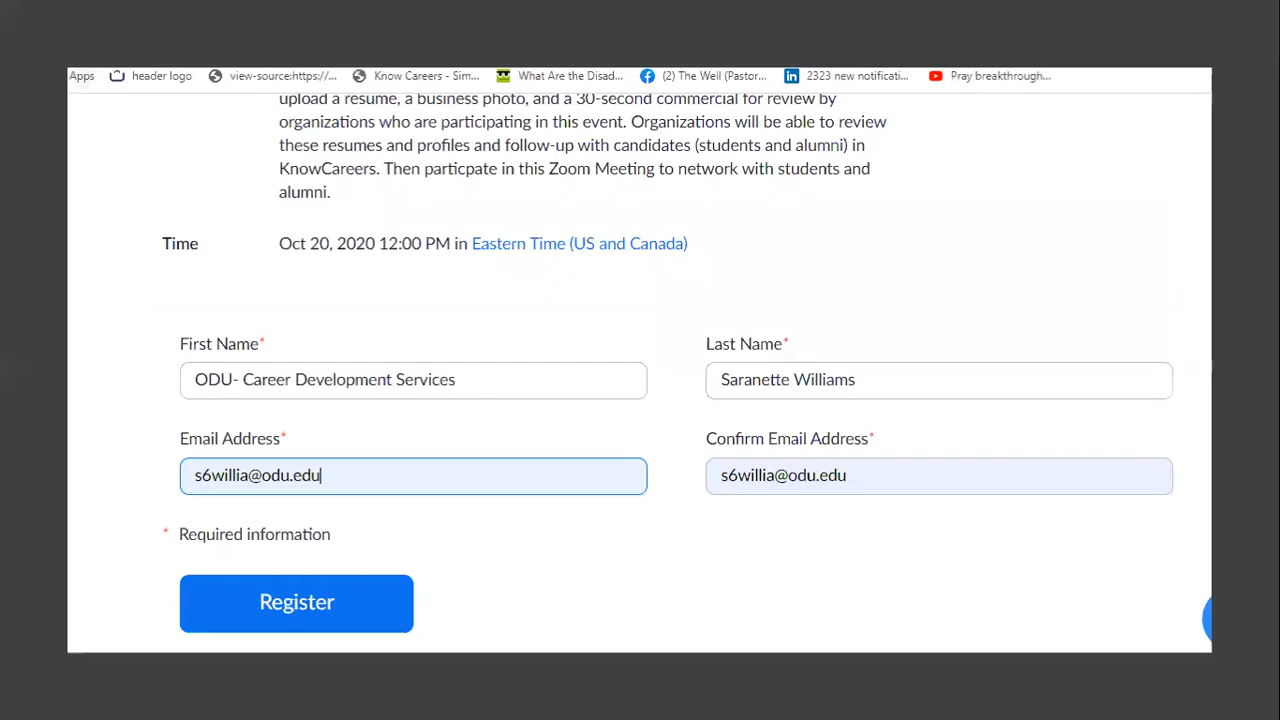 Apps header logo view-source:https://... Know Careers - Sim... What Are the Disad... (2) The Well (Pastor... 2323 new notificati... Pray breakthrough...
upload a resume, a business photo, and a 30-second commercial for review by
organizations who are participating in this event. Organizations will be able to review
these resumes and profiles and follow-up with candidates (students and alumni) in
KnowCareers. Then particpate in this Zoom Meeting to network with students and
alumni.
Time Oct 20, 2020 12:00 PM in Eastern Time (US and Canada)
First Name* Last Name*
ODU- Career Development Services Saranette Williams
Email Address* Confirm Email Address*
s6willia@odu.edu s6willia@odu.edu
* Required information
Register